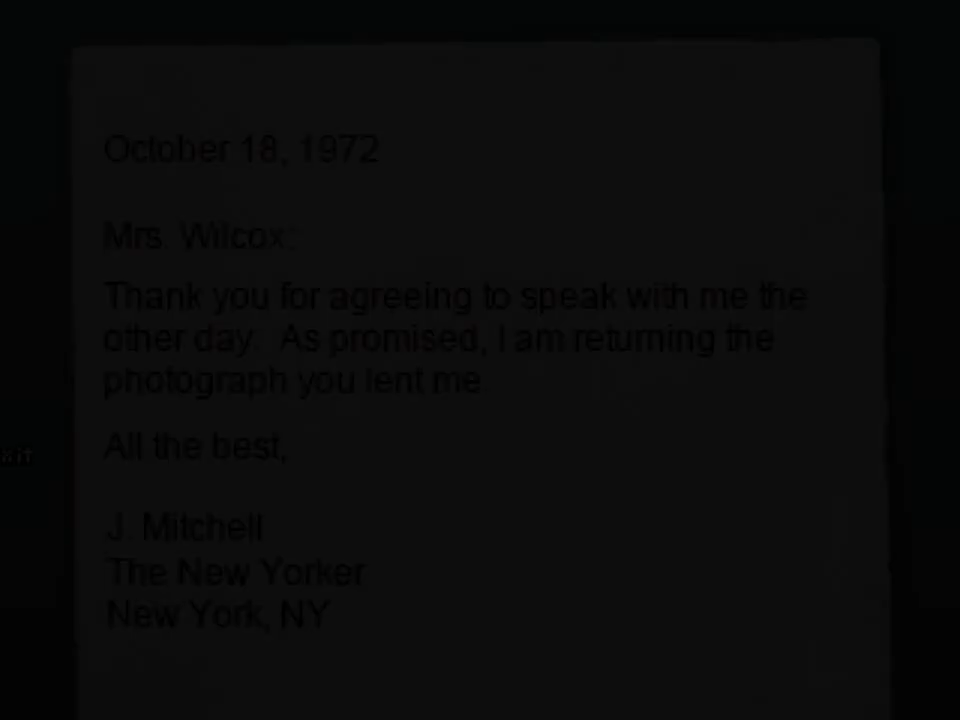 October 18, 1972
Mrs. Wilcox:
Thank you for agreeing to speak with me the
other day.  As promised, I am returning the
photograph you lent me.
All the best,
J. Mitchell
The New Yorker
New York, NY